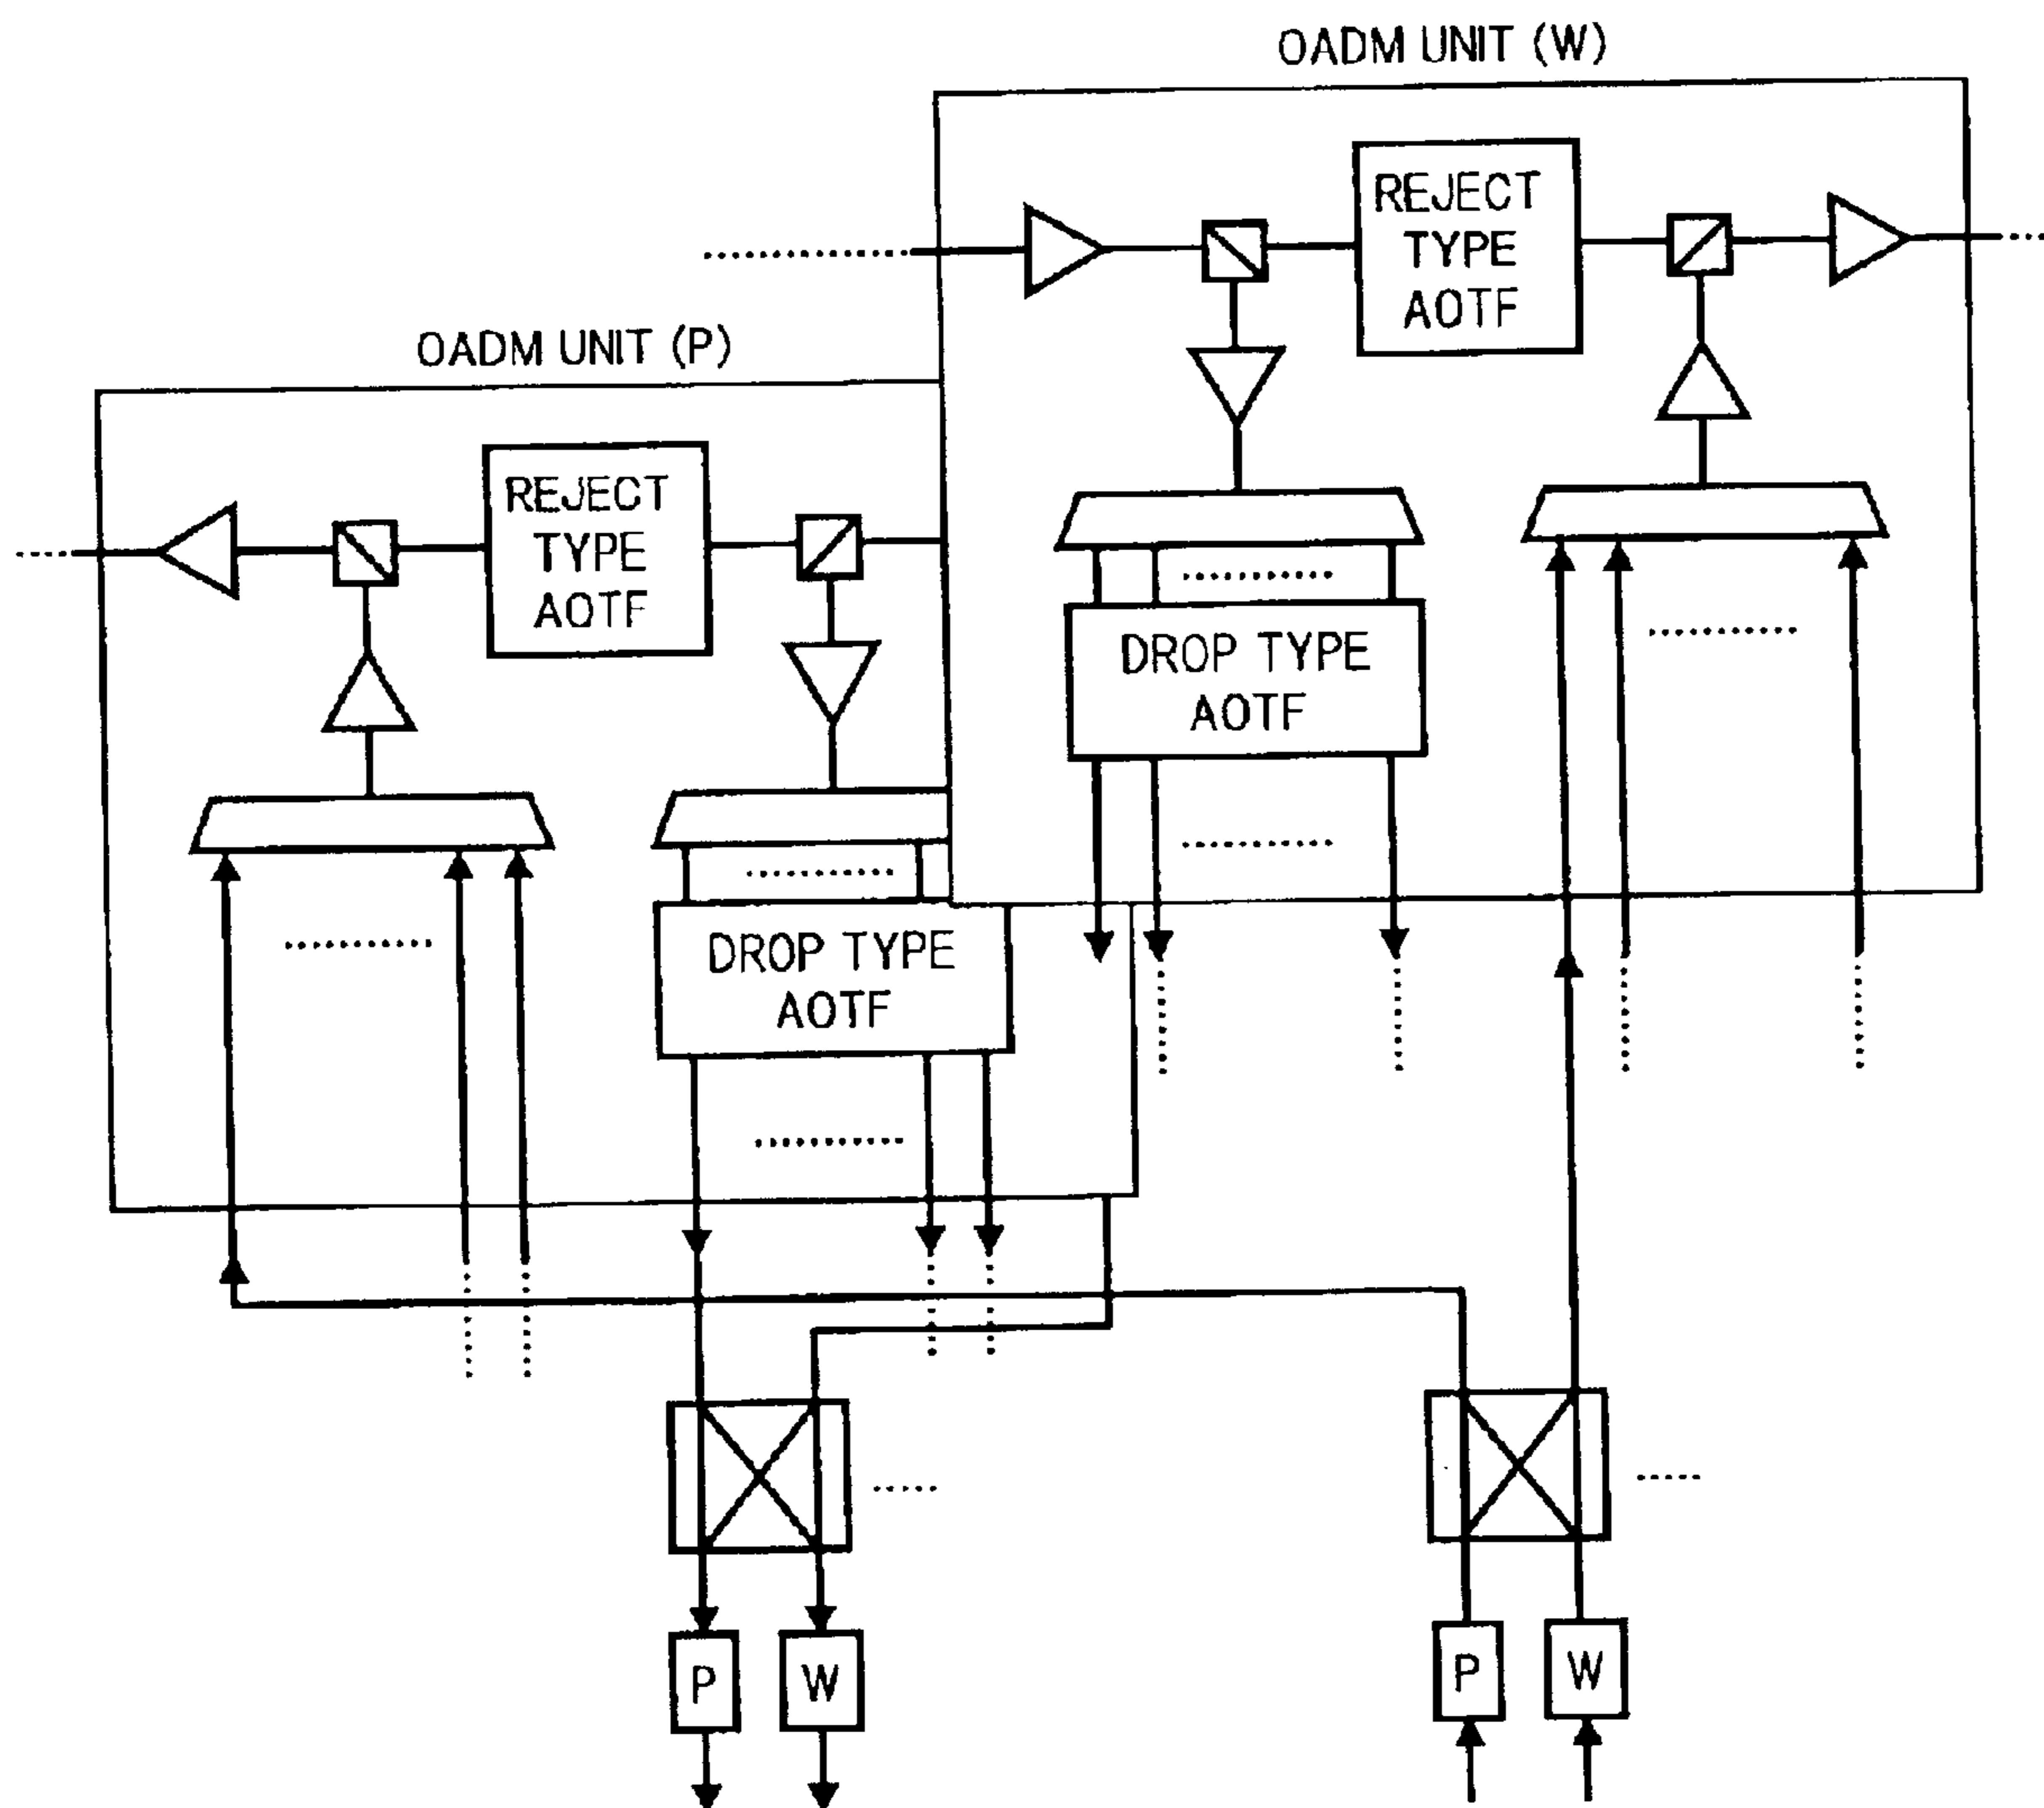 OADM UNIT (W)
REJECT
TYPE
AOTF
OADM UNIT (P)
REJECT
TYPE
AOTF
DROP TYPE
AOTF
DROP TYPE
AOTF
P
W
P
W